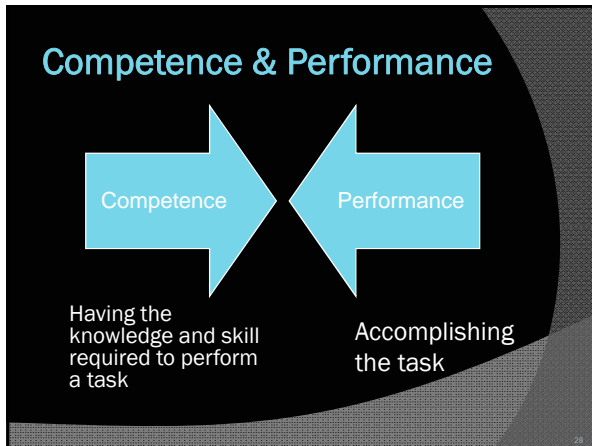 Competence & Performance
Competence
Performance
Having the
knowledge and skill
required to perform
a task
Accomplishing
the task
28